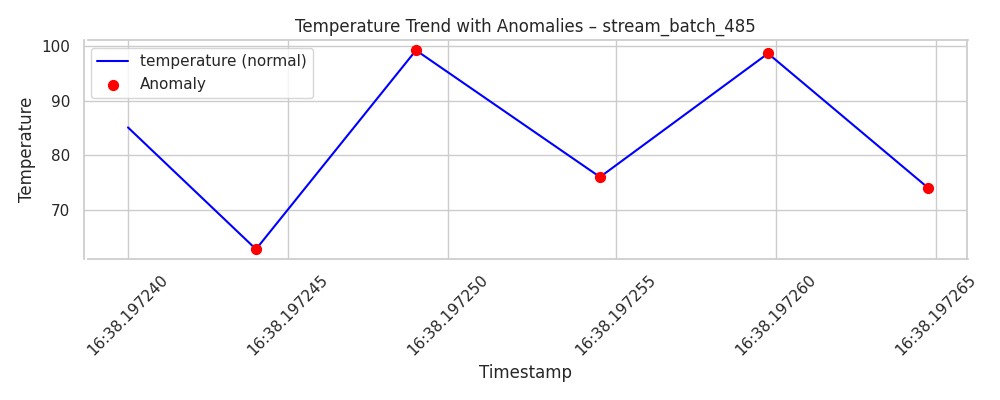 Temperature Trend with Anomalies – stream_batch_485
temperature (normal)
Anomaly
Temperature
100
90
80
70
16:38.197240
16:38.197245
16:38.197250
16:38.197255
16:38.197260
16:38.197265
Timestamp